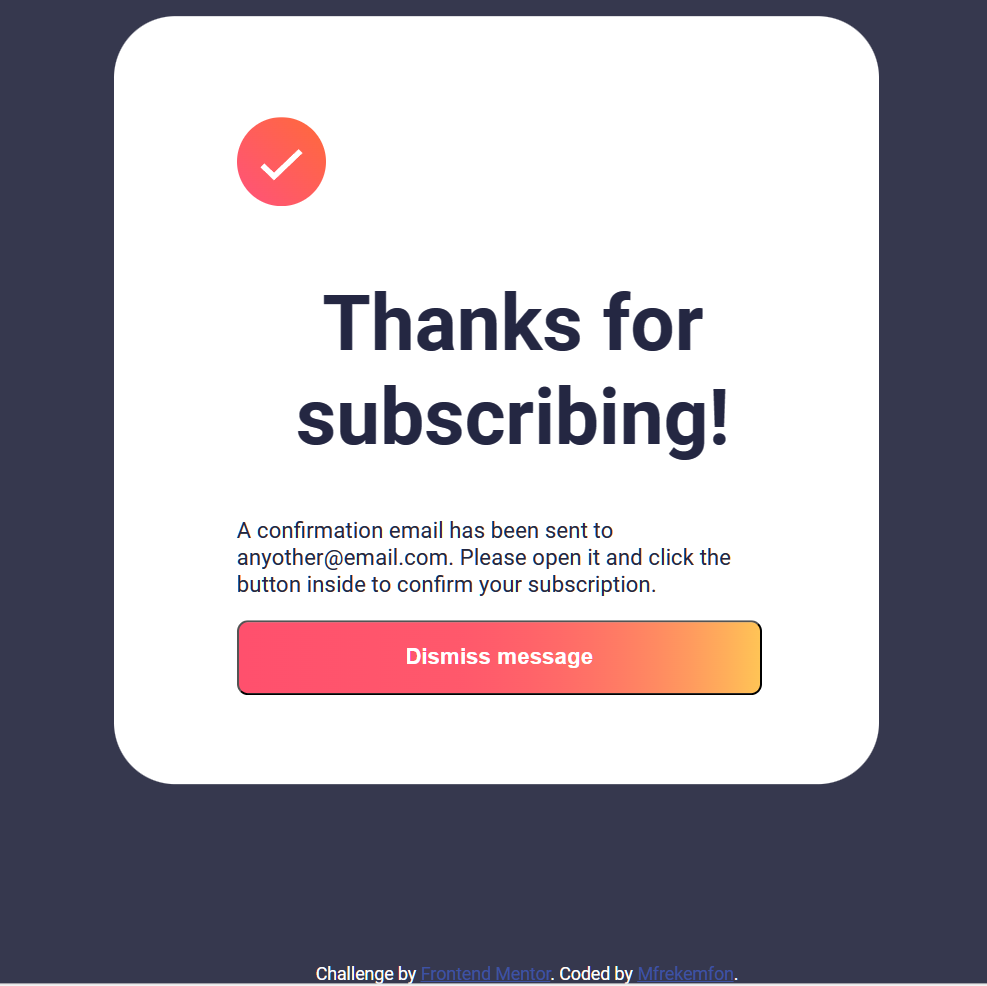 Thanks for
subscribing!
A confirmation email has been sent to
anyother@email.com. Please open it and click the
button inside to confirm your subscription.
Dismiss message
Challenge by Frontend Mentor. Coded by Mfrekemfon.